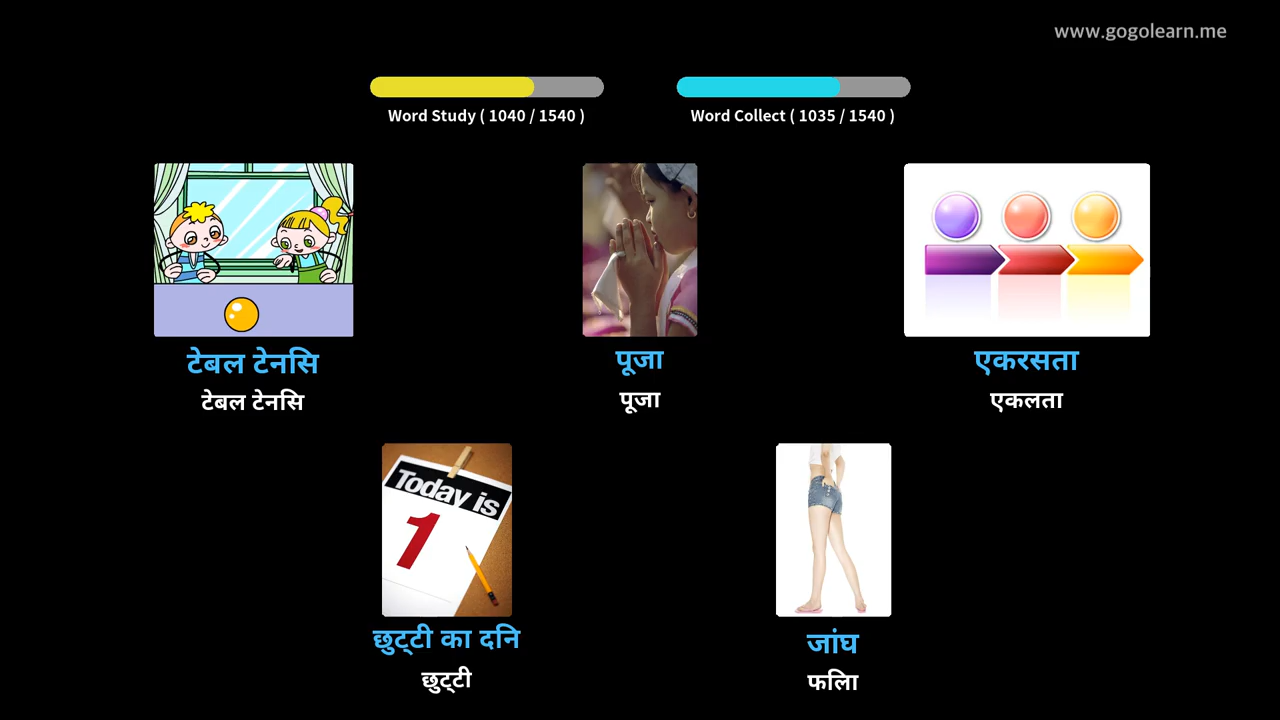 www.gogolearn.me
Word Study ( 1040 / 1540 )
Word Collect ( 1035 / 1540 )
टेबल टेनसि
टेबल टेनसि
पूजा
पूजा
एकरसता
एकलता
Today is
1
छुट्टी का दनि
छुट्टी
जांघ
फलिा